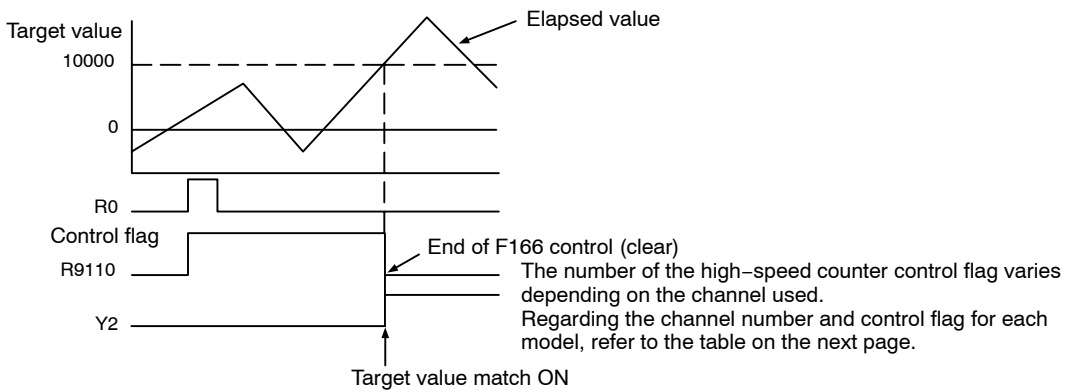 Elapsed value
Target value
10000
0
R0
Control flag
End of F166 control (clear)
R9110
The number of the high−speed counter control flag varies
depending on the channel used.
Y2
Regarding the channel number and control flag for each
model, refer to the table on the next page.
Target value match ON